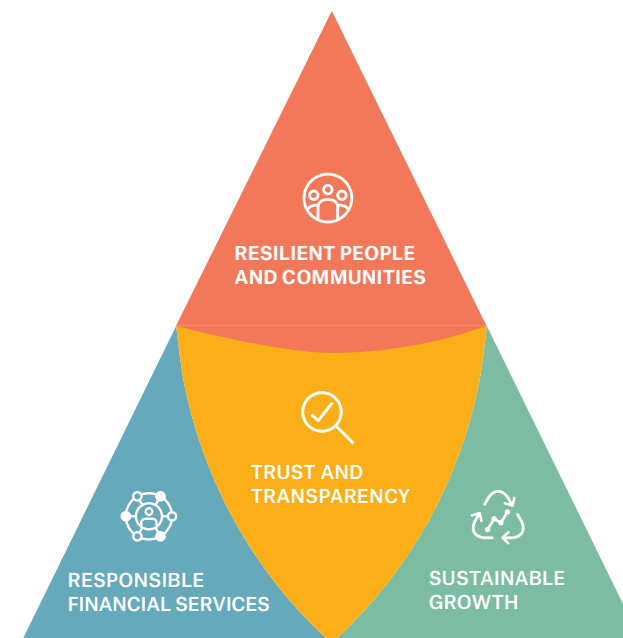 RESILIENT PEOPLE
AND COMMUNITIES
TRUST AND
TRANSPARENCY
RESPONSIBLE
FINANCIAL SERVICES
SUSTAINABLE
GROWTH